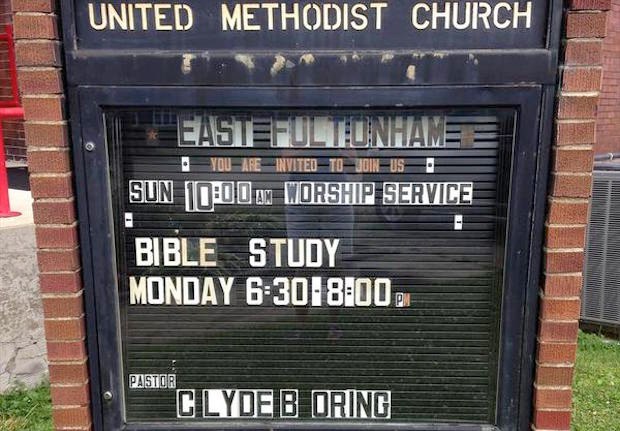 UNITED METHODIST CHURCH
EAST FULTONHAM
YOU ARE INVITED TO JOIN US
SUN 10:00 AM WORSHIP SERVICE
BIBLE STUDY
MONDAY 6:30-8:00 PM
PASTOR
CLYDE B ORING